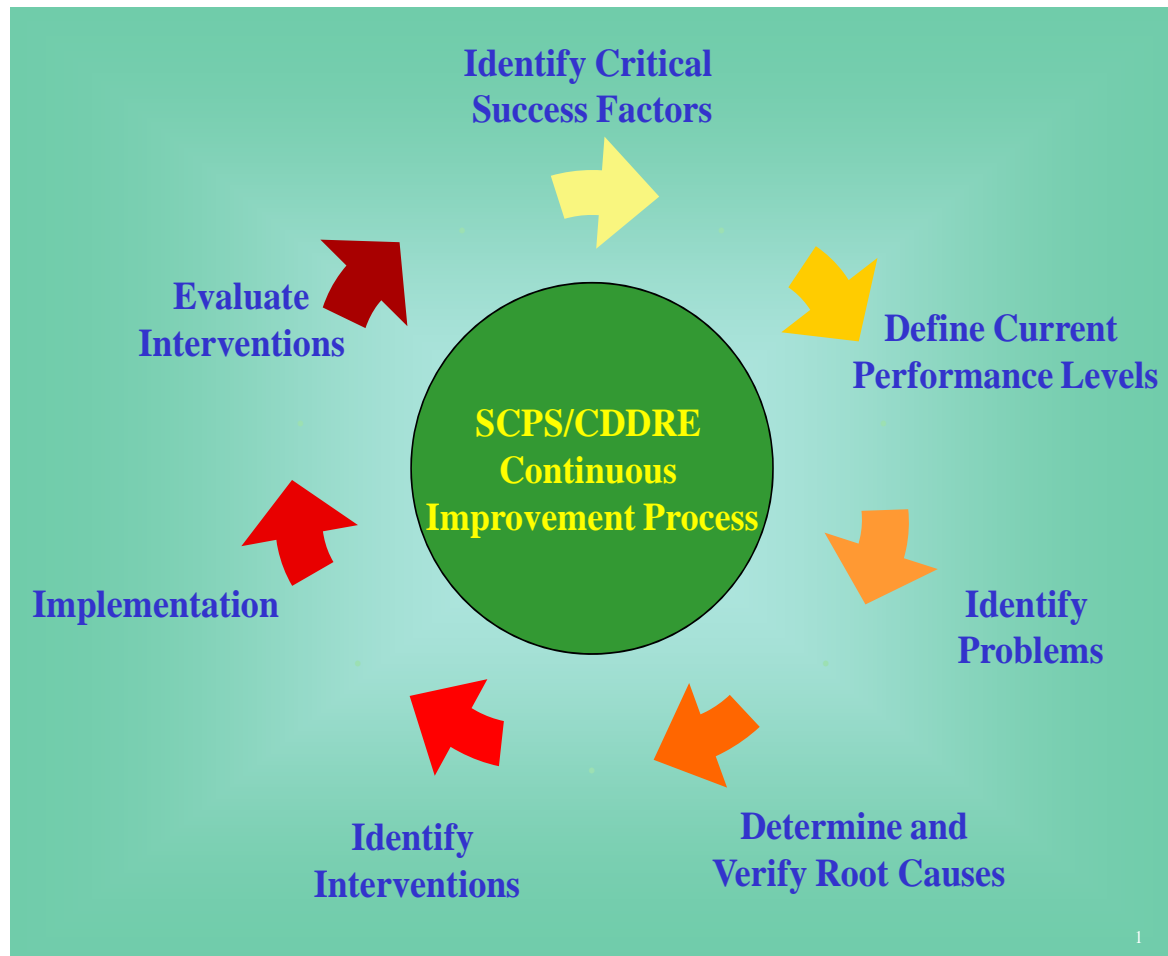 Identify Critical
Success Factors
Evaluate
Interventions
Define Current
Performance Levels
SCPS/CDDRE
Continuous
Improvement Process
Implementation
Identify
Problems
Identify
Interventions
Determine and
Verify Root Causes
1